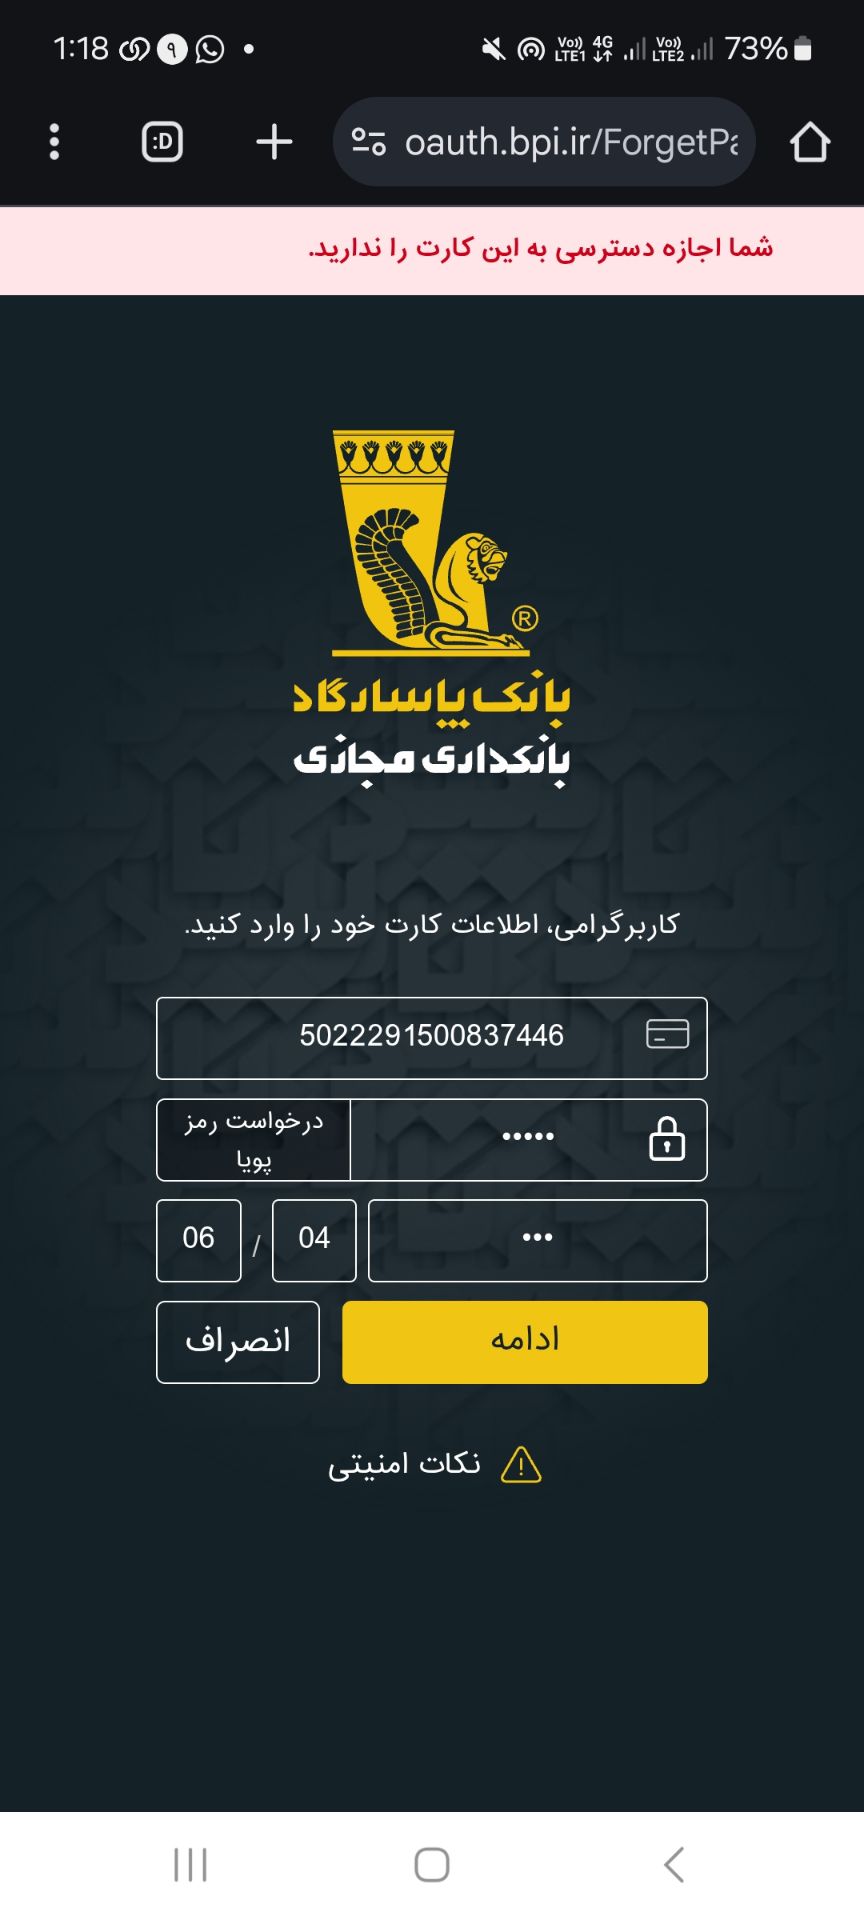 1:18 ۹ Vo)) LTE1 4G Vo)) LTE2 73%
:D oauth.bpi.ir/ForgetPa
شما اجازه دسترسی به این کارت را ندارید.
®
بانک پاسارگاد
بانکداری مجازی
کاربرگرامی، اطلاعات کارت خود را وارد کنید.
5022291500837446
••••• درخواست رمز
پویا
••• 04 / 06
ادامه انصراف
نکات امنیتی